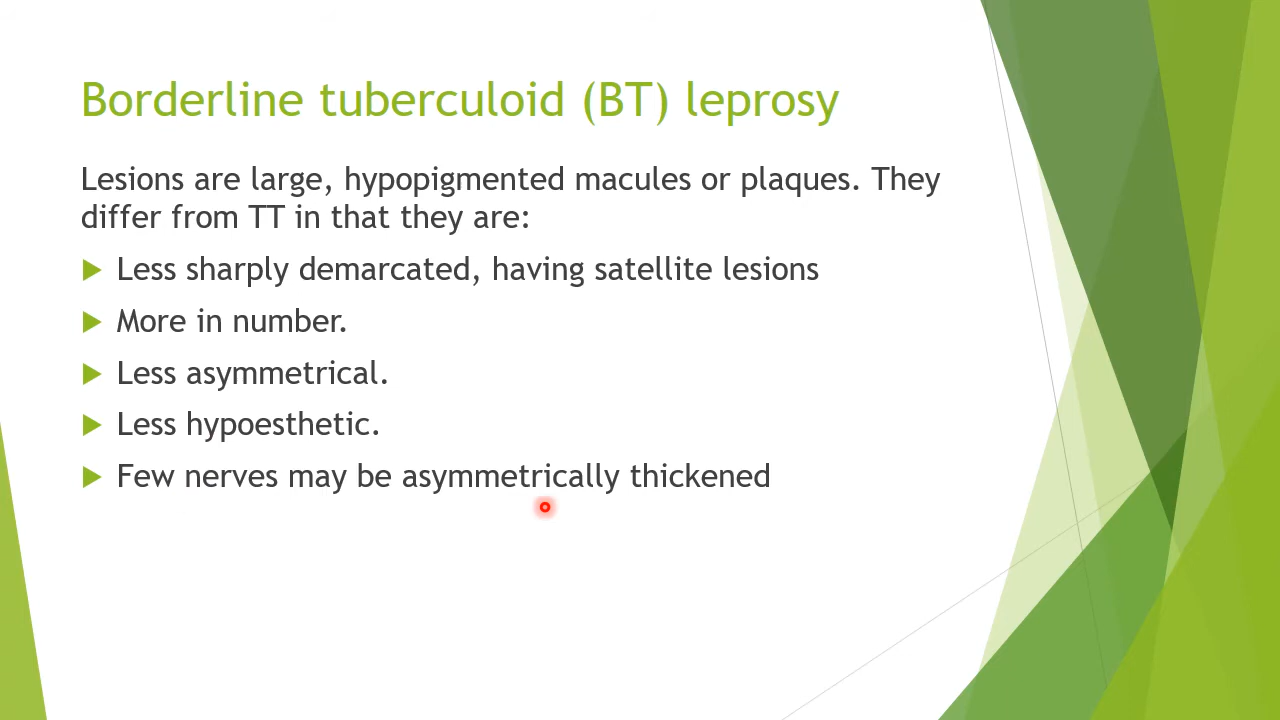 Borderline tuberculoid (BT) leprosy
Lesions are large, hypopigmented macules or plaques. They
differ from TT in that they are:
Less sharply demarcated, having satellite lesions
More in number.
Less asymmetrical.
Less hypoesthetic.
Few nerves may be asymmetrically thickened